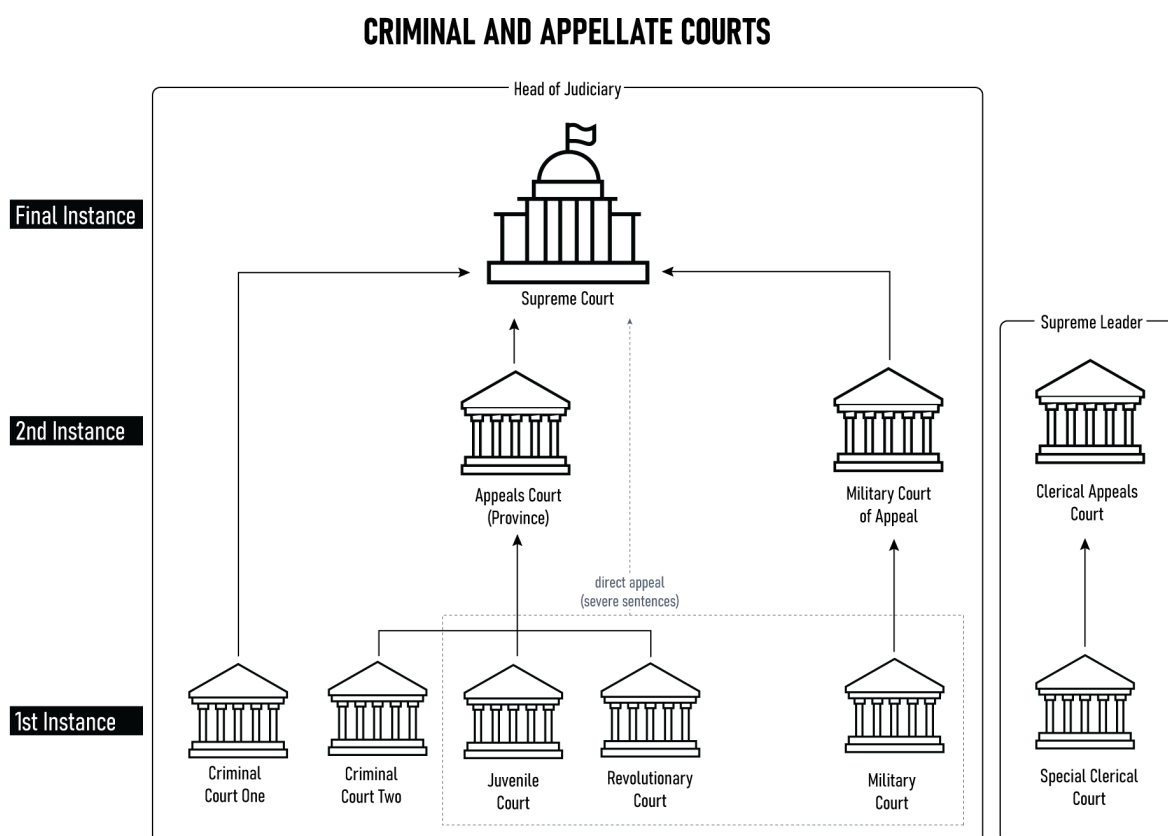 CRIMINAL AND APPELLATE COURTS
Head of Judiciary
Final Instance
Supreme Court
Supreme Leader
2nd Instance
Appeals Court
(Province)
Military Court
of Appeal
Clerical Appeals
Court
direct appeal
(severe sentences)
1st Instance
Criminal
Court One
Criminal
Court Two
Juvenile
Court
Revolutionary
Court
Military
Court
Special Clerical
Court